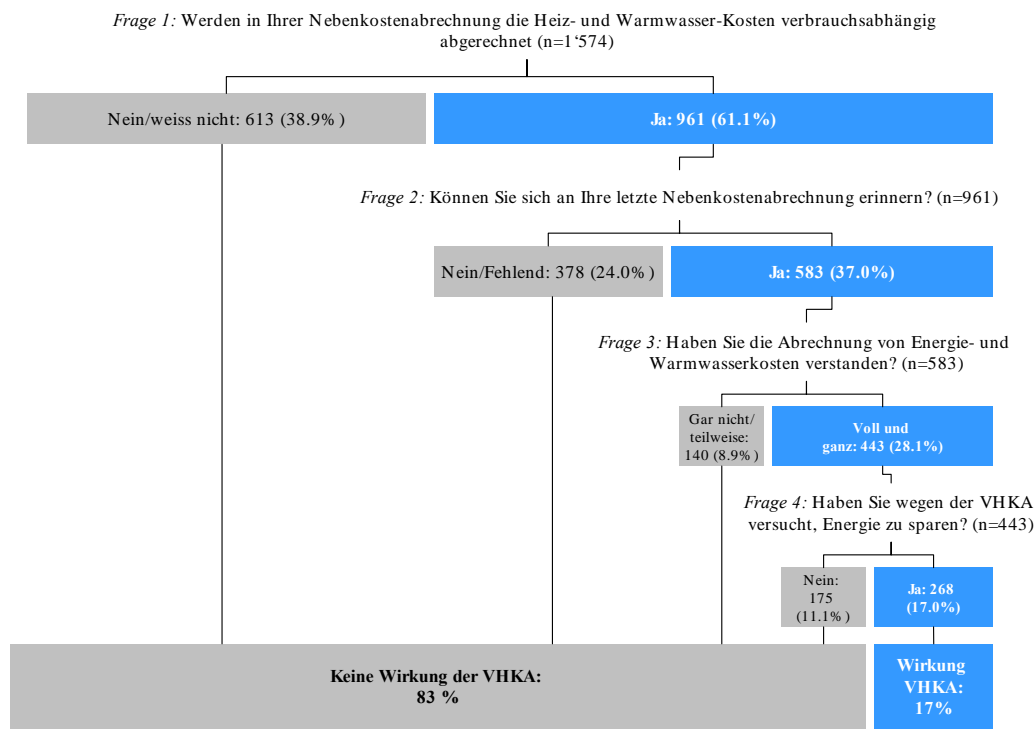 Frage 1: Werden in Ihrer Nebenkostenabrechnung die Heiz- und Warmwasser-Kosten verbrauchsabhängig
abgerechnet (n=1‘574)
Nein/weiss nicht: 613 (38.9%)
Ja: 961 (61.1%)
Frage 2: Können Sie sich an Ihre letzte Nebenkostenabrechnung erinnern? (n=961)
Nein/Fehlend: 378 (24.0%)
Ja: 583 (37.0%)
Frage 3: Haben Sie die Abrechnung von Energie- und
Warmwasserkosten verstanden? (n=583)
Gar nicht/
teilweise:
140 (8.9%)
Voll und
ganz: 443 (28.1%)
Frage 4: Haben Sie wegen der VHKA
versucht, Energie zu sparen? (n=443)
Nein:
175
(11.1%)
Ja: 268
(17.0%)
Keine Wirkung der VHKA:
83 %
Wirkung
VHKA:
17%